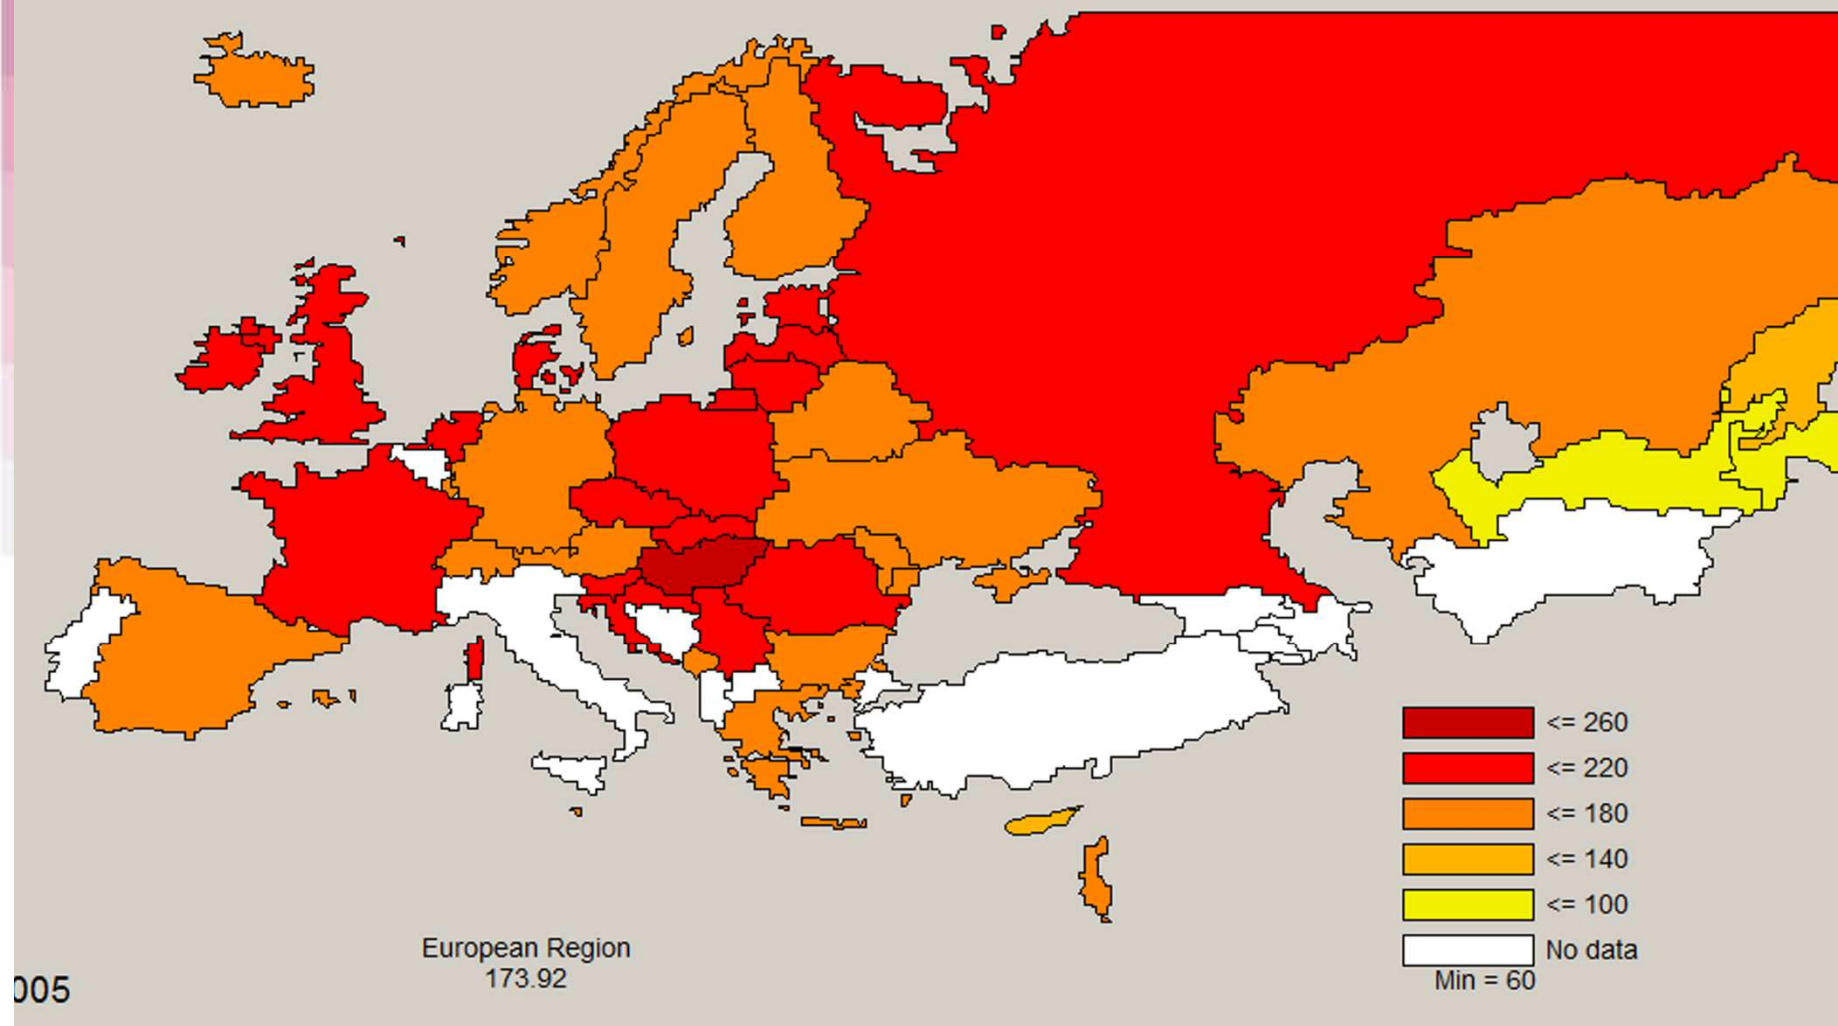 <= 260
<= 220
<= 180
<= 140
<= 100
No data
Min = 60
European Region
173.92
005